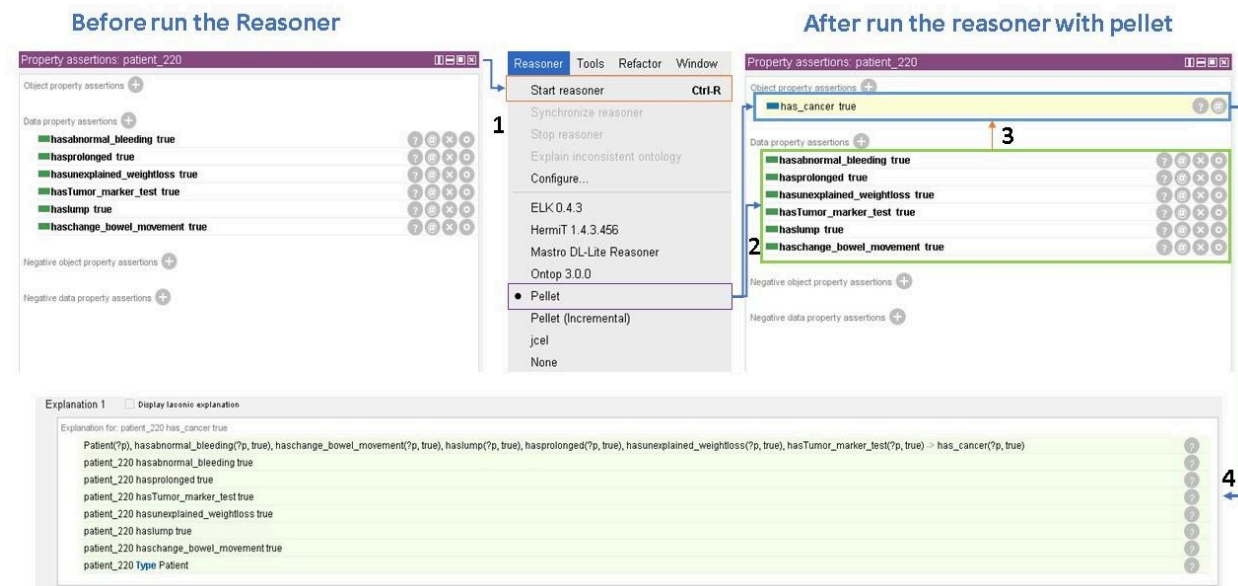 Before run the Reasoner
After run the reasoner with pellet
Property assertions: patient_220
Object property assertions
Data property assertions
hasabnormal_bleeding true
hasprolonged true
hasunexplained_weightloss true
hasTumor_marker_test true
haslump true
haschange_bowel_movement true
Negative object property assertions
Negative data property assertions
1
Reasoner Tools Refactor Window
Start reasoner Ctrl-R
Synchronize reasoner
Stop reasoner
Explain inconsistent ontology
Configure...
ELK 0.4.3
HermiT 1.4.3.456
Mastro DL-Lite Reasoner
Ontop 3.0.0
Pellet
Pellet (Incremental)
jcel
None
Property assertions: patient_220
Object property assertions
has_cancer true
3
Data property assertions
hasabnormal_bleeding true
hasprolonged true
hasunexplained_weightloss true
hasTumor_marker_test true
haslump true
2
haschange_bowel_movement true
Negative object property assertions
Negative data property assertions
Explanation 1 Display laconic explanation
Explanation for: patient_220 has_cancer true
Patient(?p), hasabnormal_bleeding(?p, true), haschange_bowel_movement(?p, true), haslump(?p, true), hasprolonged(?p, true), hasunexplained_weightloss(?p, true), hasTumor_marker_test(?p, true) -> has_cancer(?p, true)
patient_220 hasabnormal_bleeding true
patient_220 hasprolonged true
patient_220 hasTumor_marker_test true
patient_220 hasunexplained_weightloss true
patient_220 haslump true
patient_220 haschange_bowel_movement true
patient_220 Type Patient
4